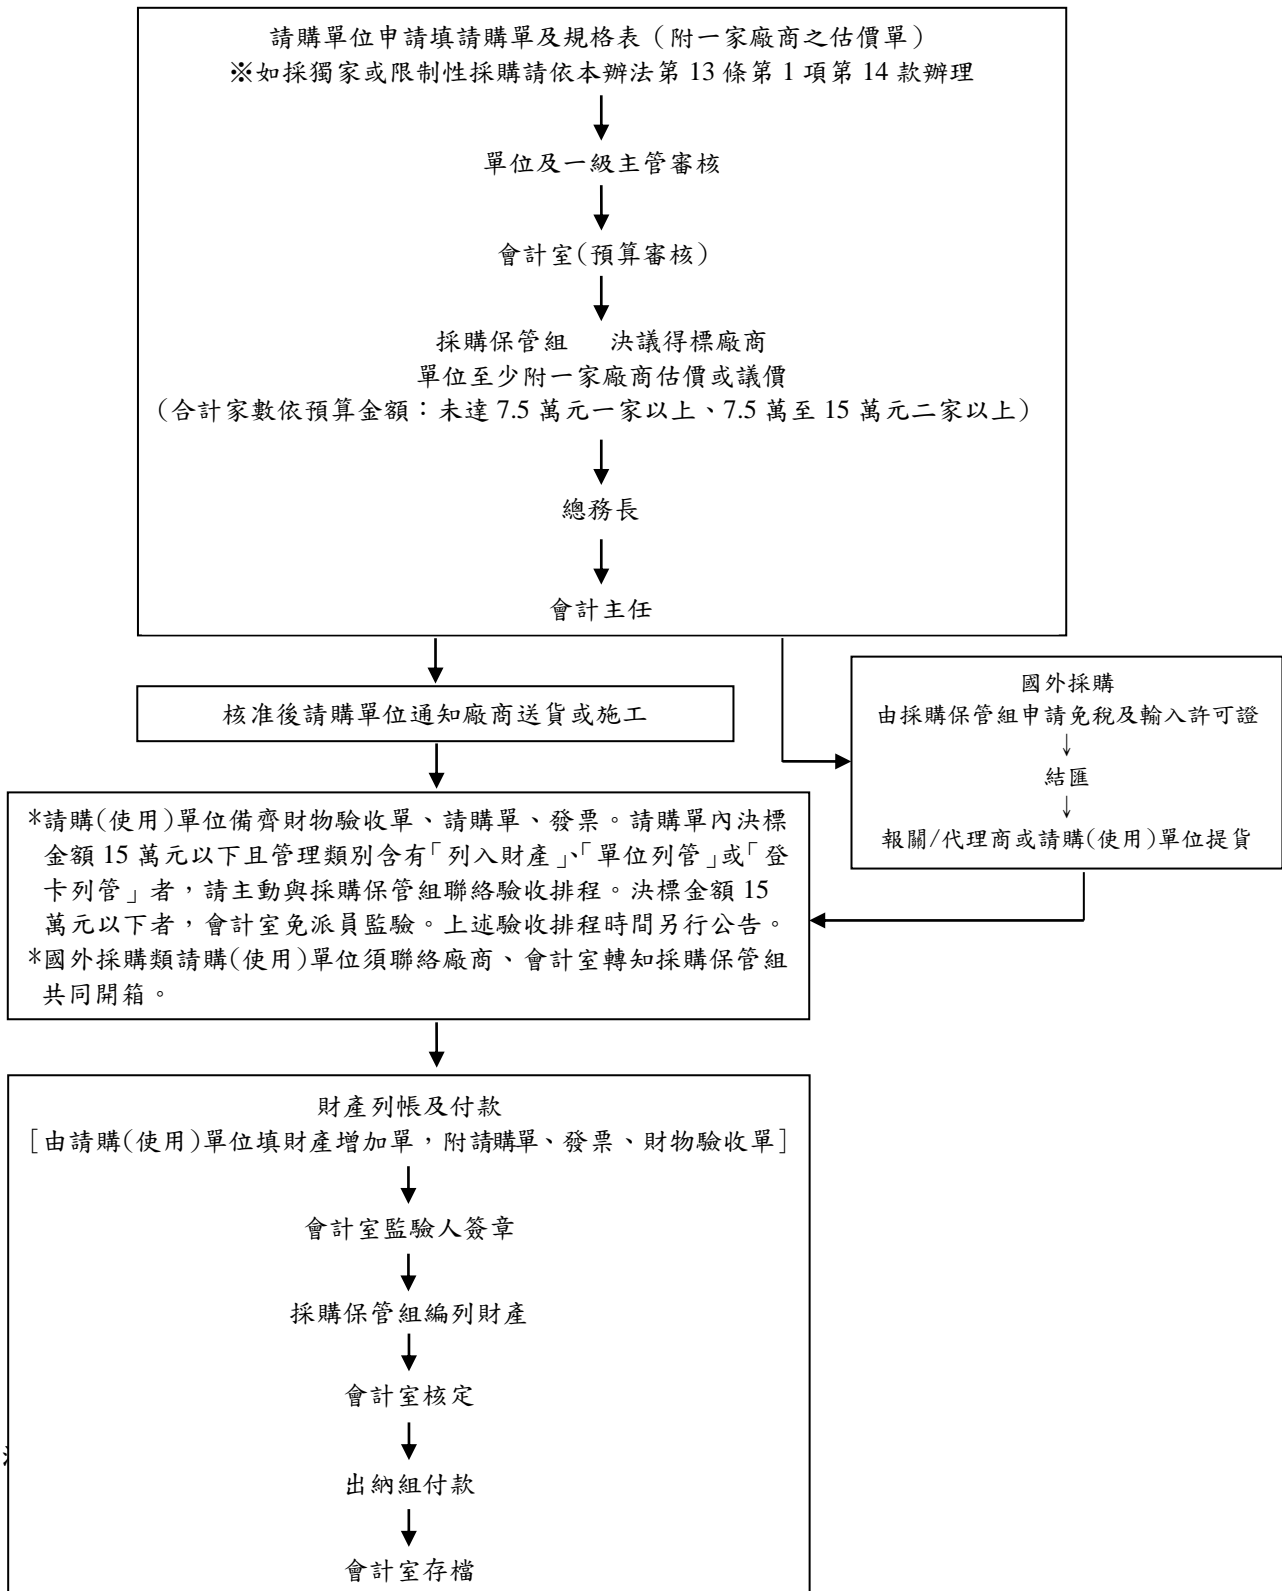 請購單位申請填請購單及規格表（附一家廠商之估價單）
※如採獨家或限制性採購請依本辦法第 13 條第 1 項第 14 款辦理
單位及一級主管審核
會計室(預算審核)
採購保管組 決議得標廠商
單位至少附一家廠商估價或議價
(合計家數依預算金額：未達 7.5 萬元一家以上、7.5 萬至 15 萬元二家以上)
總務長
會計主任
核准後請購單位通知廠商送貨或施工
國外採購
由採購保管組申請免稅及輸入許可證
↓
結匯
↓
報關/代理商或請購(使用)單位提貨
*請購(使用)單位備齊財物驗收單、請購單、發票。請購單內決標
金額 15 萬元以下且管理類別含有「列入財產」、「單位列管」或「登
卡列管」者，請主動與採購保管組聯絡驗收排程。決標金額 15
萬元以下者，會計室免派員監驗。上述驗收排程時間另行公告。
*國外採購類請購(使用)單位須聯絡廠商、會計室轉知採購保管組
共同開箱。
財產列帳及付款
[由請購(使用)單位填財產增加單，附請購單、發票、財物驗收單]
會計室監驗人簽章
採購保管組編列財產
會計室核定
出納組付款
會計室存檔